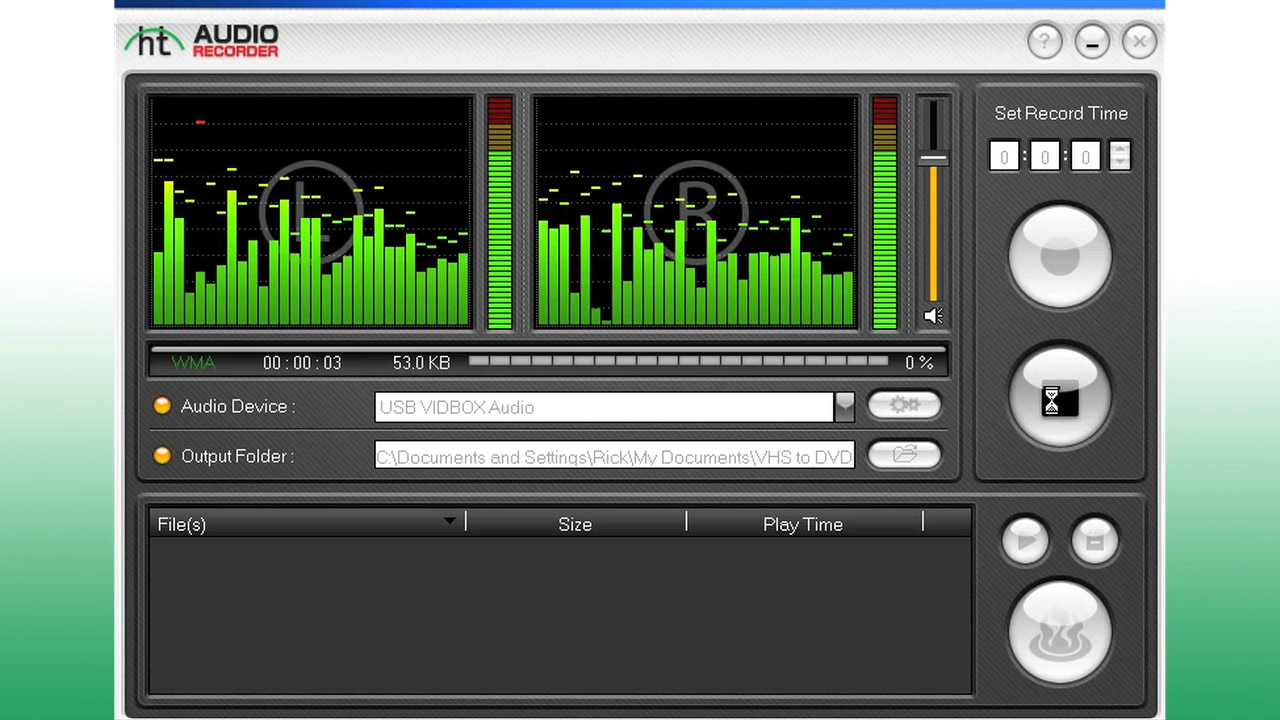 ht AUDIO
RECORDER
?
Set Record Time
0 : 0 : 0
L
R
WMA 00 : 00 : 03 53.0 KB 0 %
Audio Device : USB VIDBOX Audio
Output Folder : C:\Documents and Settings\Rick\My Documents\VHS to DVD
File(s) Size Play Time